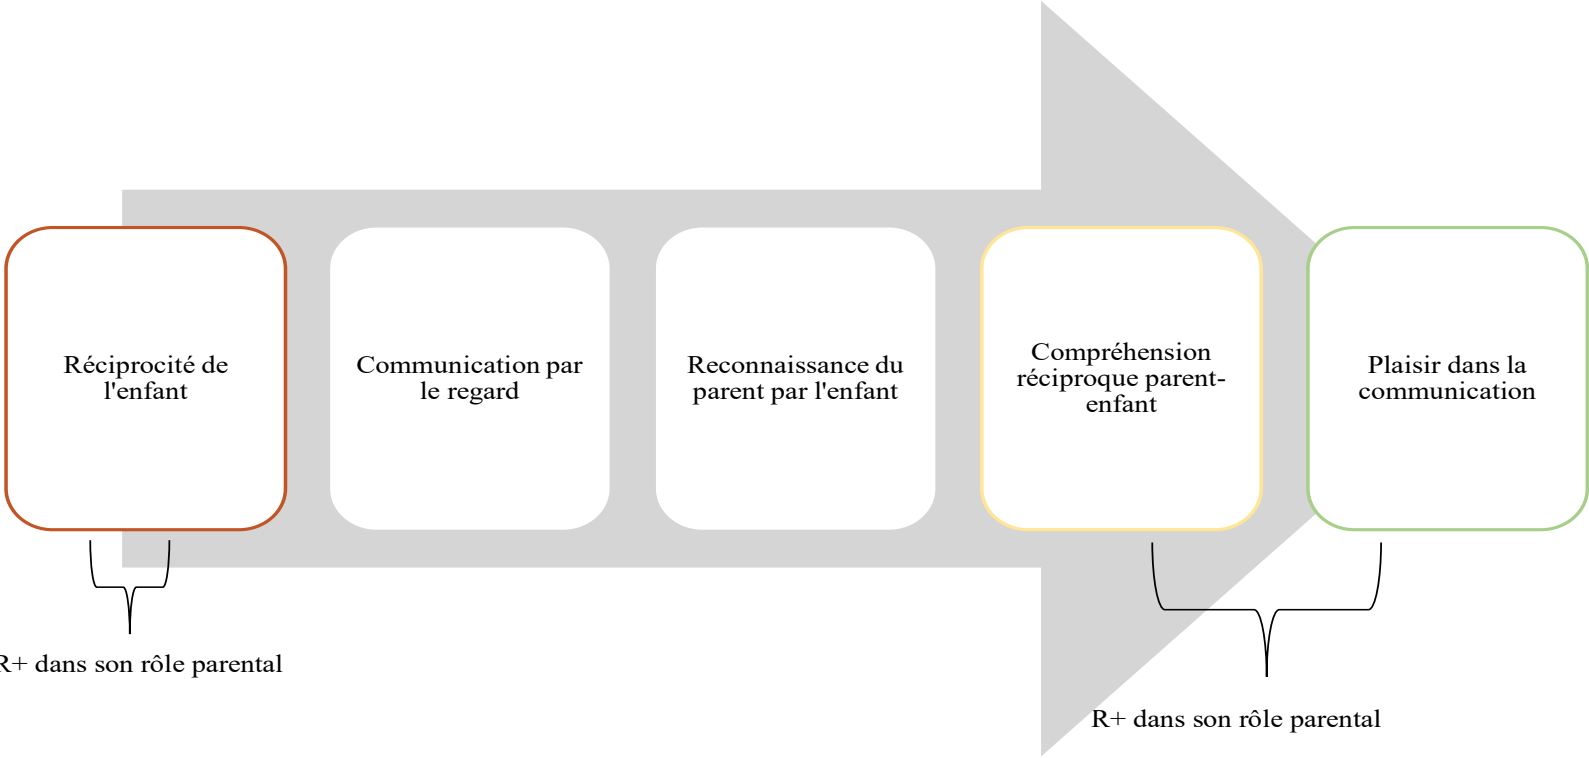 Réciprocité de
l'enfant
Communication par
le regard
Reconnaissance du
parent par l'enfant
Compréhension
réciproque parent-
enfant
Plaisir dans la
communication
R+ dans son rôle parental
R+ dans son rôle parental